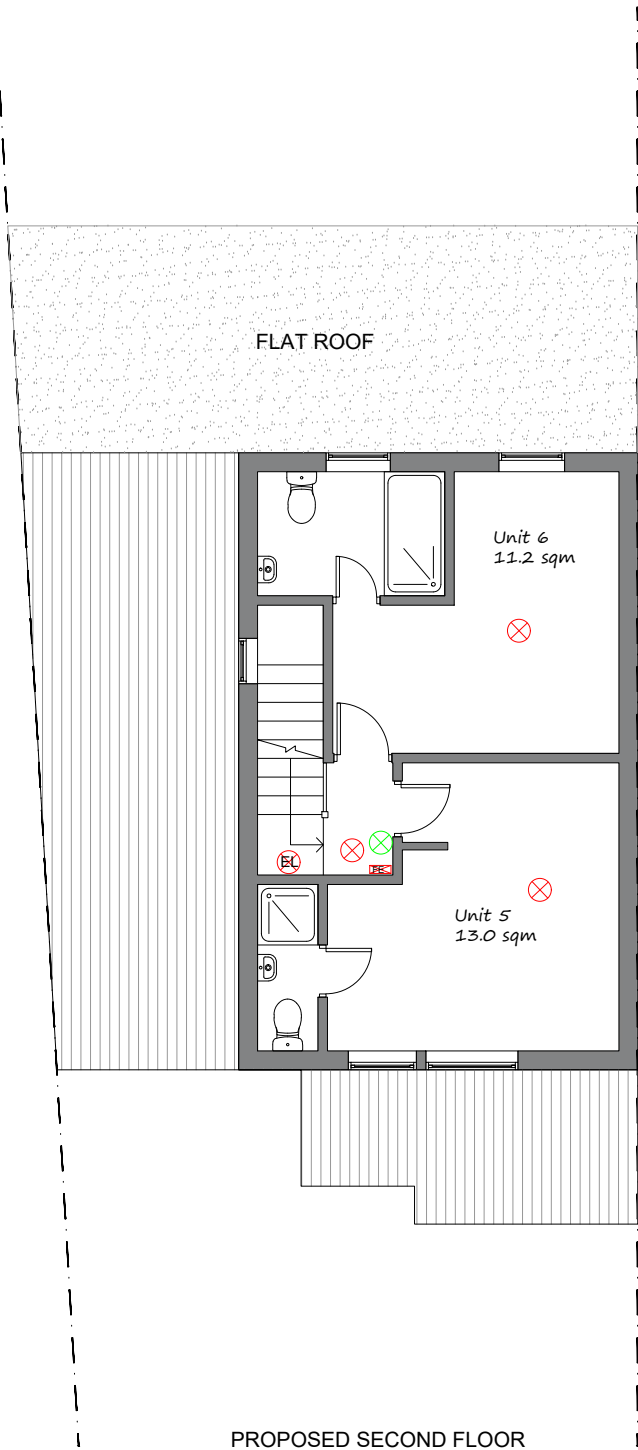 FLAT ROOF
Unit 6
11.2 sqm
EL
Unit 5
13.0 sqm
PROPOSED SECOND FLOOR